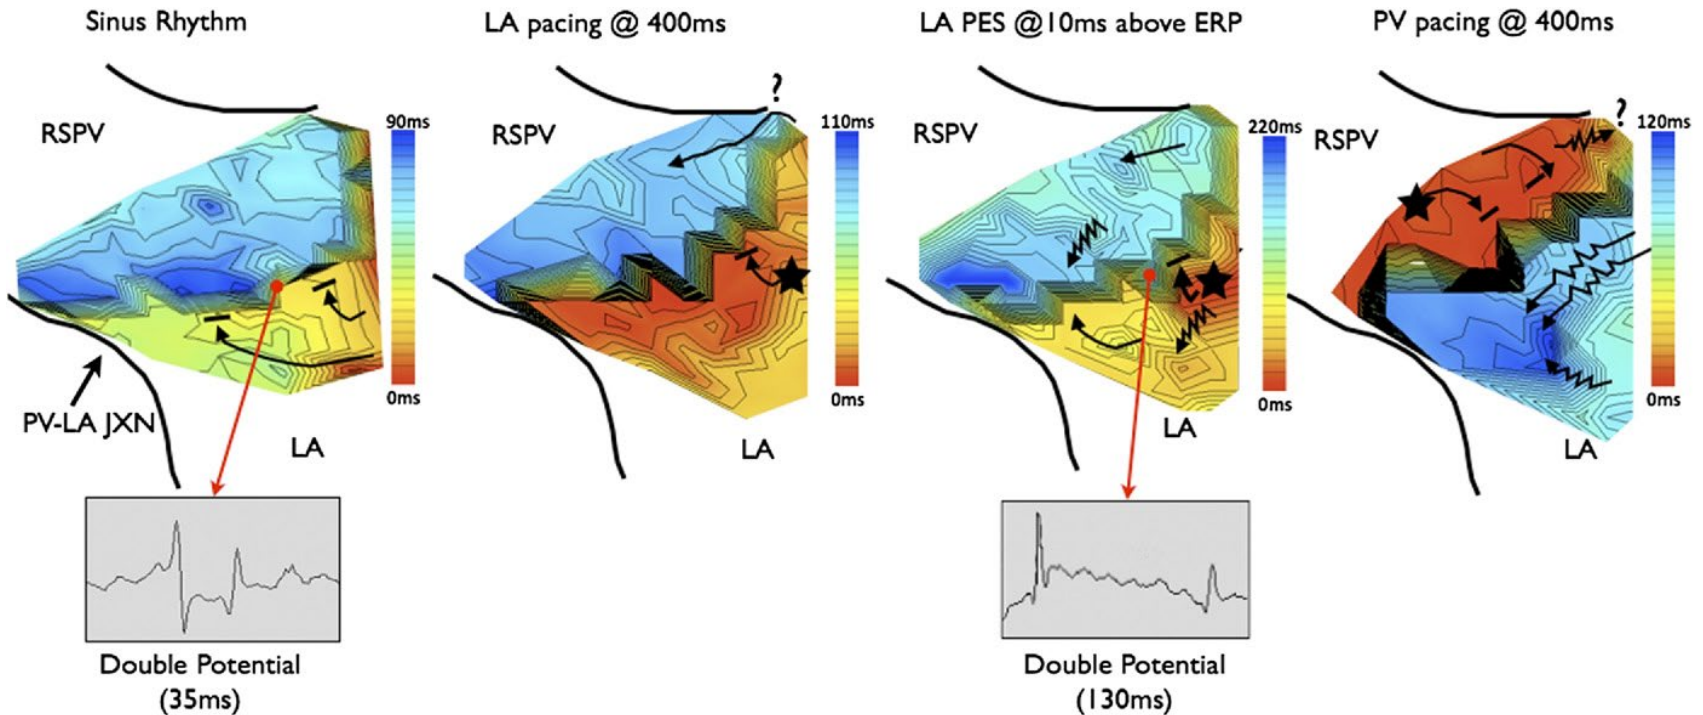 Sinus Rhythm
LA pacing @ 400ms
LA PES @10ms above ERP
PV pacing @ 400ms
RSPV
90ms
0ms
PV-LA JXN
LA
Double Potential
(35ms)
?
RSPV
110ms
0ms
LA
RSPV
220ms
0ms
LA
Double Potential
(130ms)
?
RSPV
120ms
0ms
LA